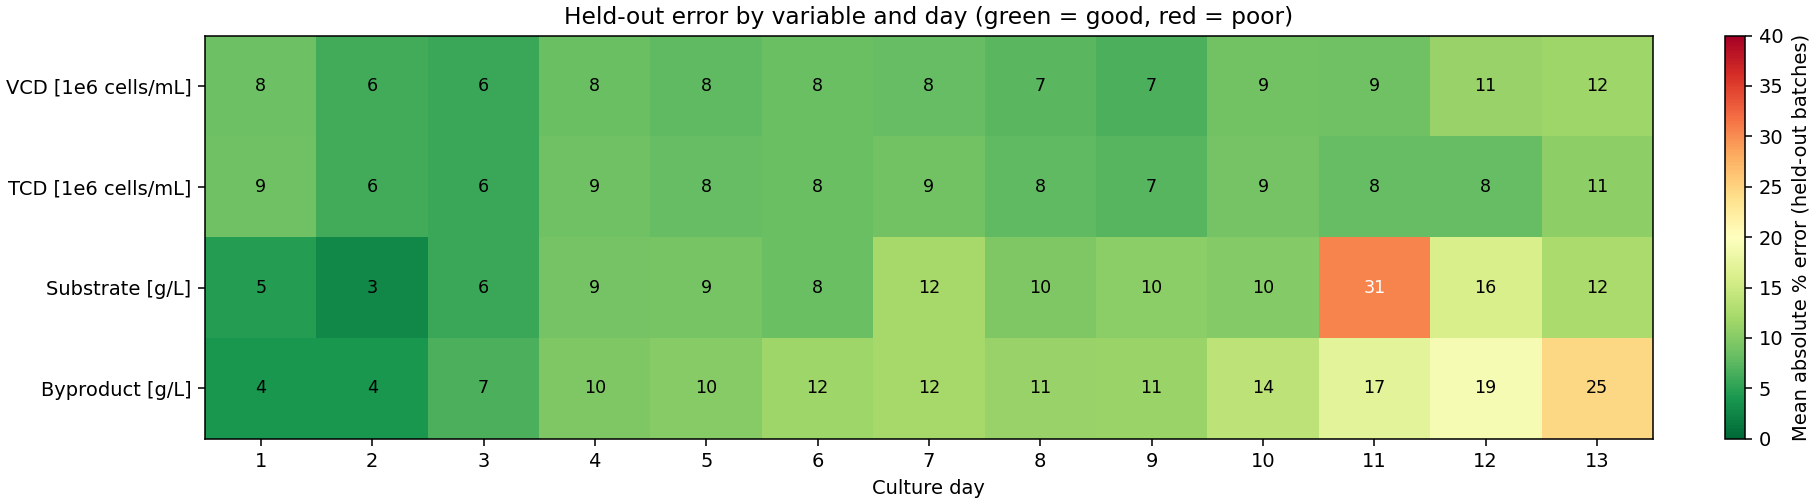 Held-out error by variable and day (green = good, red = poor)
VCD [1e6 cells/mL] 8 6 6 8 8 8 8 7 7 9 9 11 12
TCD [1e6 cells/mL] 9 6 6 9 8 8 9 8 7 9 8 8 11
Substrate [g/L] 5 3 6 9 9 8 12 10 10 10 31 16 12
Byproduct [g/L] 4 4 7 10 10 12 12 11 11 14 17 19 25
1 2 3 4 5 6 7 8 9 10 11 12 13
Culture day
40
35
30
25
20
15
10
5
0
Mean absolute % error (held-out batches)